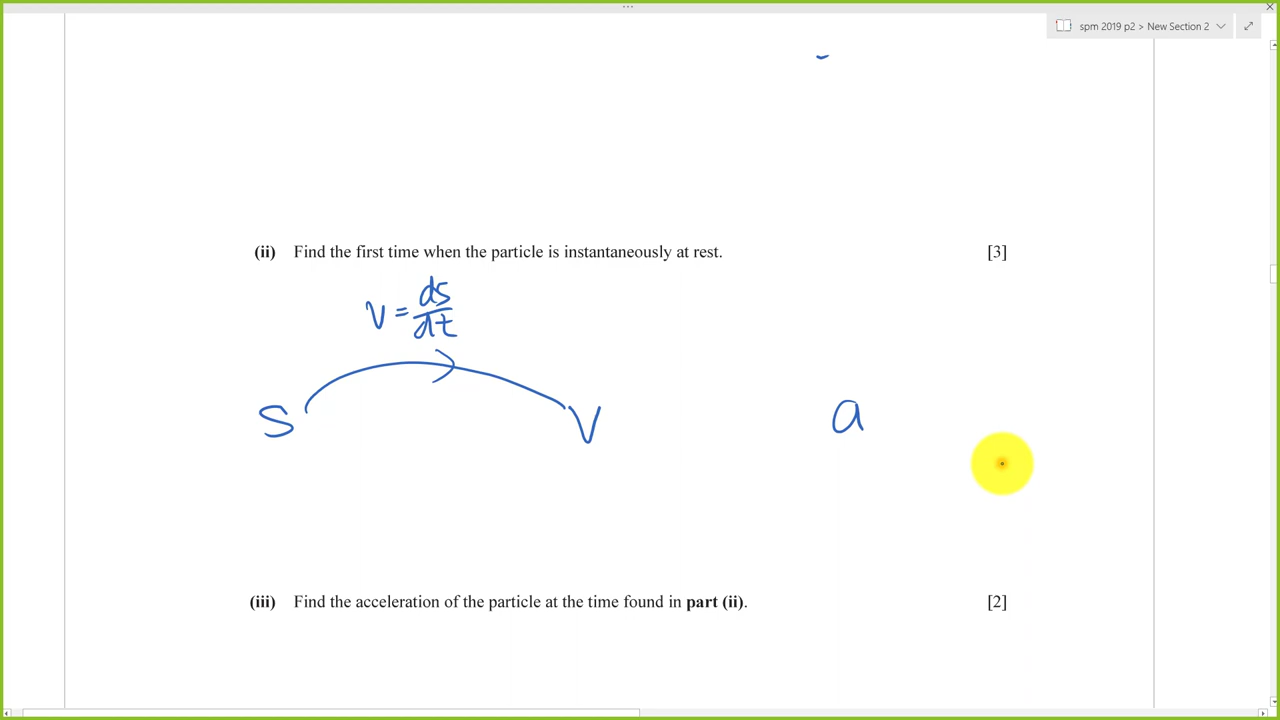 spm 2019 p2 > New Section 2
(ii) Find the first time when the particle is instantaneously at rest. [3]
v = ds/dt
S V a
(iii) Find the acceleration of the particle at the time found in part (ii). [2]